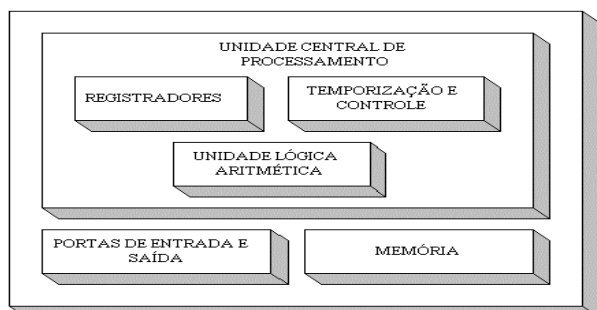 UNIDADE CENTRAL DE
PROCESSAMENTO
REGISTRADORES
TEMPORIZAÇÃO E
CONTROLE
UNIDADE LÓGICA
ARITMÉTICA
PORTAS DE ENTRADA E
SAÍDA
MEMÓRIA